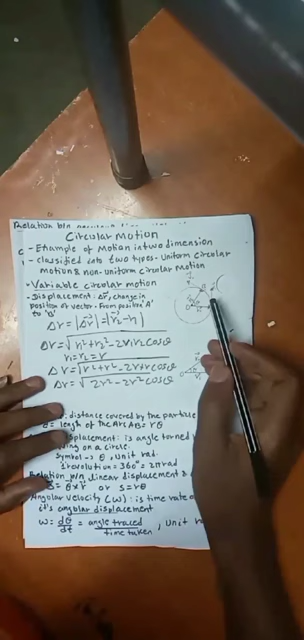 Relation b/n
Circular Motion
- Example of Motion in two dimension
- Classified into two types - Uniform circular
motion & non-uniform circular motion
- Variable circular motion
- Displacement: Δr, change in
position of vector. From position 'A'
to 'B'
Δr = |Δr→| = |r→2 - r1|
Δr = √r1² + r2² - 2r1r2cosθ
r1 = r2 = r
Δr = √r² + r² - 2r+rcosθ
Δr = √2r² - 2r²cosθ
: distance covered by the particle
= length of the Arc AB = rθ
displacement: is angle turned
on a circle.
Symbol → θ, Unit rad.
1 revolution = 360° = 2πrad
Relation b/n linear displacement &
S = θ × r or s = rθ
Angular velocity (ω): is time rate
it's angular displacement
ω = dθ/dt = angle traced / time taken, Unit